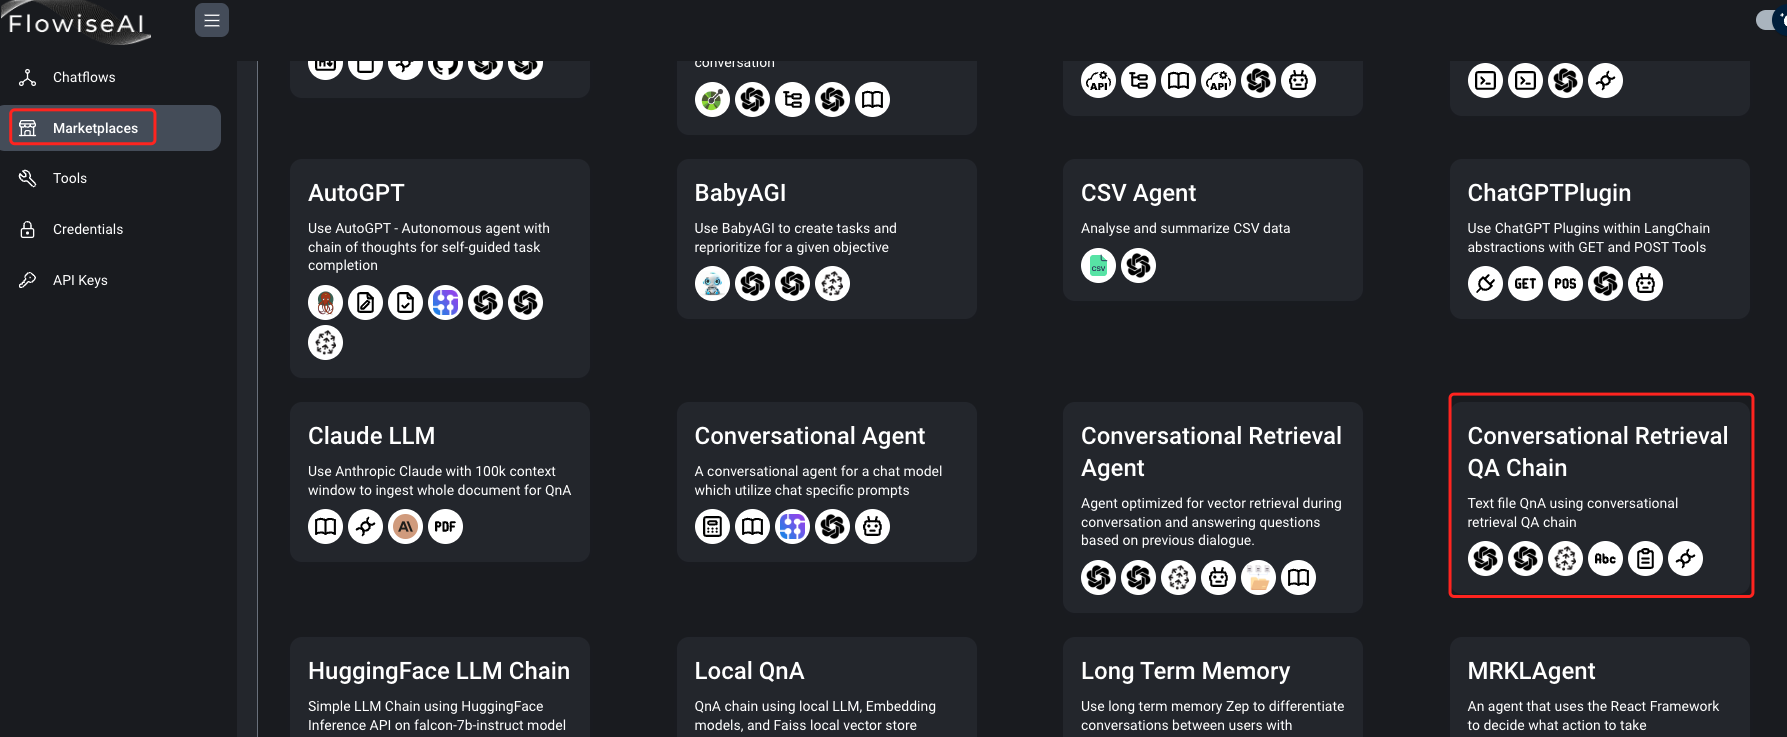 FlowiseAI
Chatflows
Marketplaces
Tools
Credentials
API Keys
conversation
API
API
AutoGPT
Use AutoGPT - Autonomous agent with
chain of thoughts for self-guided task
completion
BabyAGI
Use BabyAGI to create tasks and
reprioritize for a given objective
CSV Agent
Analyse and summarize CSV data
CSV
ChatGPTPlugin
Use ChatGPT Plugins within LangChain
abstractions with GET and POST Tools
GET
POS
Claude LLM
Use Anthropic Claude with 100k context
window to ingest whole document for QnA
AI
PDF
Conversational Agent
A conversational agent for a chat model
which utilize chat specific prompts
Conversational Retrieval
Agent
Agent optimized for vector retrieval during
conversation and answering questions
based on previous dialogue.
Conversational Retrieval
QA Chain
Text file QnA using conversational
retrieval QA chain
Abc
HuggingFace LLM Chain
Simple LLM Chain using HuggingFace
Inference API on falcon-7b-instruct model
Local QnA
QnA chain using local LLM, Embedding
models, and Faiss local vector store
Long Term Memory
Use long term memory Zep to differentiate
conversations between users with
MRKLAgent
An agent that uses the React Framework
to decide what action to take